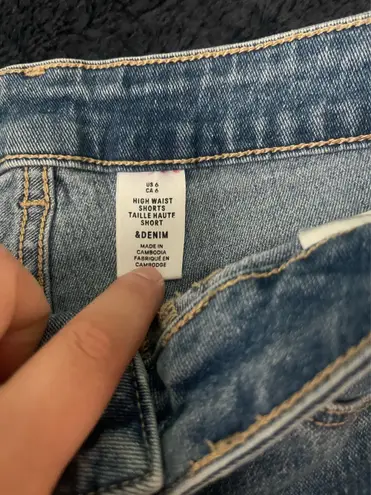 US 6
CA 6
HIGH WAIST
SHORTS
TAILLE HAUTE
SHORT
&DENIM
MADE IN
CAMBODIA
FABRIQUÉ EN
CAMBODGE